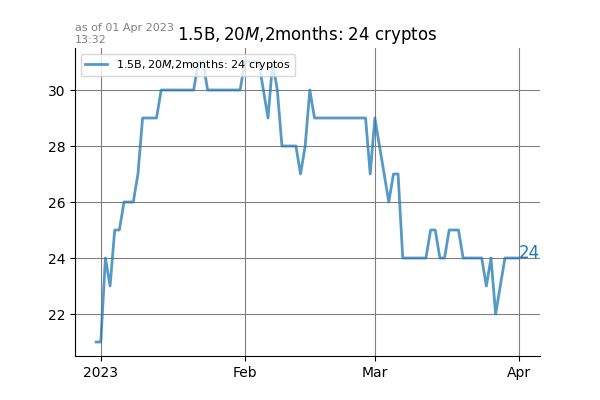 as of 01 Apr 2023
13:32
1.5B, 20M,2months: 24 cryptos
1.5B, 20M,2months: 24 cryptos
30
28
26
24
22
24
2023
Feb
Mar
Apr